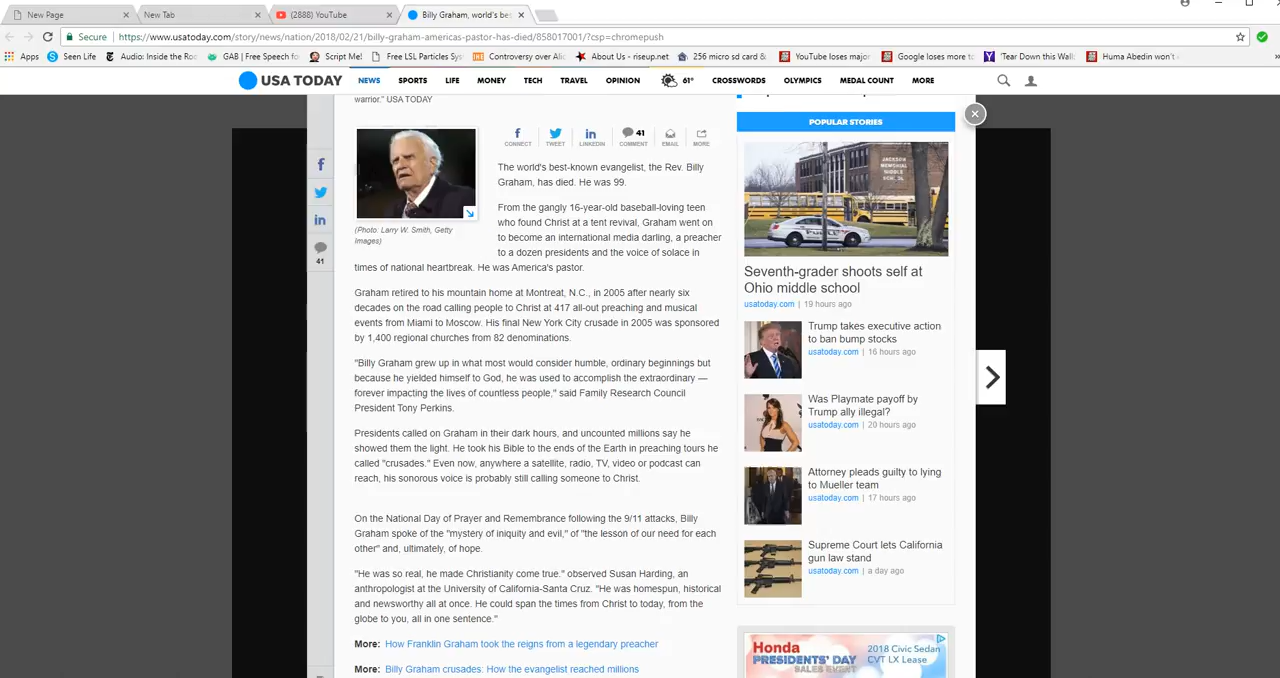 New Page
New Tab
(2888) YouTube
Billy Graham, world's bes
Secure
https://www.usatoday.com/story/news/nation/2018/02/21/billy-graham-americas-pastor-has-died/858017001/?csp=chromepush
Apps
Seen Life
Audio: Inside the Ro
GAB | Free Speech fo
Script Me!
Free LSL Particles Sys
Controversy over Ali
About Us - riseup.net
256 micro sd card &
YouTube loses major
Google loses more to
'Tear Down this Wall
Huma Abedin won't
USA TODAY
NEWS
SPORTS
LIFE
MONEY
TECH
TRAVEL
OPINION
61°
CROSSWORDS
OLYMPICS
MEDAL COUNT
MORE
warrior." USA TODAY
(Photo: Larry W. Smith, Getty
Images)
CONNECT
TWEET
LINKEDIN
41
COMMENT
EMAIL
MORE
41
The world's best-known evangelist, the Rev. Billy
Graham, has died. He was 99.
From the gangly 16-year-old baseball-loving teen
who found Christ at a tent revival, Graham went on
to become an international media darling, a preacher
to a dozen presidents and the voice of solace in
times of national heartbreak. He was America's pastor.
Graham retired to his mountain home at Montreat, N.C., in 2005 after nearly six
decades on the road calling people to Christ at 417 all-out preaching and musical
events from Miami to Moscow. His final New York City crusade in 2005 was sponsored
by 1,400 regional churches from 82 denominations.
"Billy Graham grew up in what most would consider humble, ordinary beginnings but
because he yielded himself to God, he was used to accomplish the extraordinary —
forever impacting the lives of countless people," said Family Research Council
President Tony Perkins.
Presidents called on Graham in their dark hours, and uncounted millions say he
showed them the light. He took his Bible to the ends of the Earth in preaching tours he
called "crusades." Even now, anywhere a satellite, radio, TV, video or podcast can
reach, his sonorous voice is probably still calling someone to Christ.
On the National Day of Prayer and Remembrance following the 9/11 attacks, Billy
Graham spoke of the "mystery of iniquity and evil," of "the lesson of our need for each
other" and, ultimately, of hope.
"He was so real, he made Christianity come true." observed Susan Harding, an
anthropologist at the University of California-Santa Cruz. "He was homespun, historical
and newsworthy all at once. He could span the times from Christ to today, from the
globe to you, all in one sentence."
More: How Franklin Graham took the reigns from a legendary preacher
More: Billy Graham crusades: How the evangelist reached millions
POPULAR STORIES
JACKSON
MEMORIAL
MIDDLE
SCHOOL
Seventh-grader shoots self at
Ohio middle school
usatoday.com | 19 hours ago
Trump takes executive action
to ban bump stocks
usatoday.com | 16 hours ago
Was Playmate payoff by
Trump ally illegal?
usatoday.com | 20 hours ago
Attorney pleads guilty to lying
to Mueller team
usatoday.com | 17 hours ago
Supreme Court lets California
gun law stand
usatoday.com | a day ago
Honda
PRESIDENTS' DAY
SALES EVENT
2018 Civic Sedan
CVT LX Lease